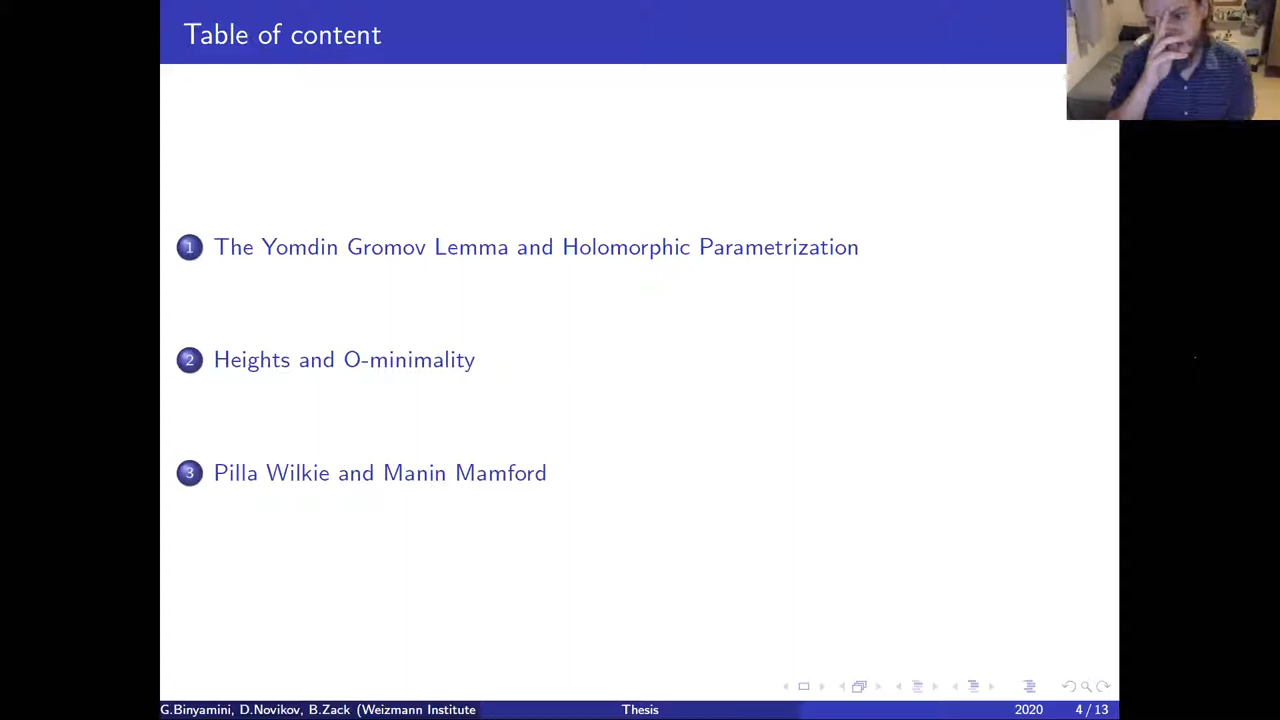 Table of content
1 The Yomdin Gromov Lemma and Holomorphic Parametrization
2 Heights and O-minimality
3 Pilla Wilkie and Manin Mamford
G.Binyamini, D.Novikov, B.Zack (Weizmann Institute
Thesis
2020
4 / 13